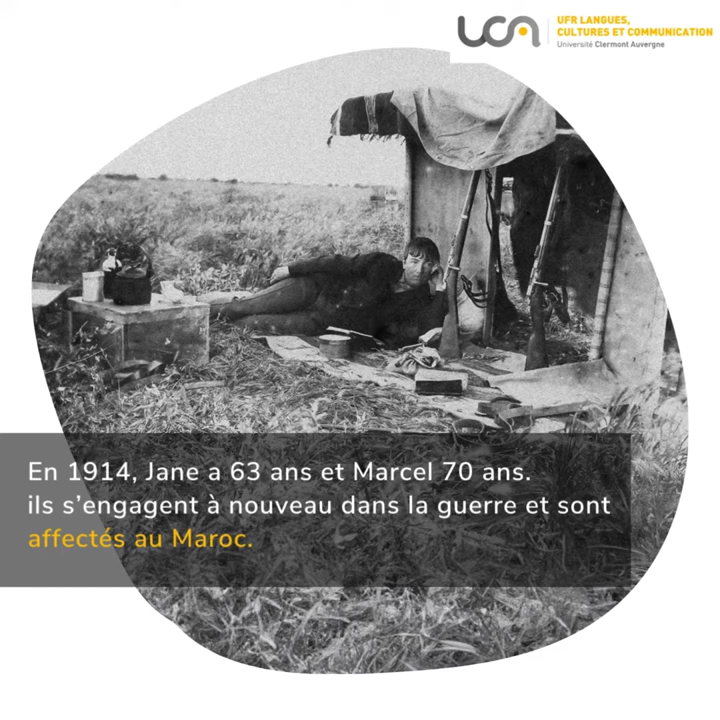 uca
UFR LANGUES,
CULTURES ET COMMUNICATION
Université Clermont Auvergne
En 1914, Jane a 63 ans et Marcel 70 ans.
ils s’engagent à nouveau dans la guerre et sont
affectés au Maroc.